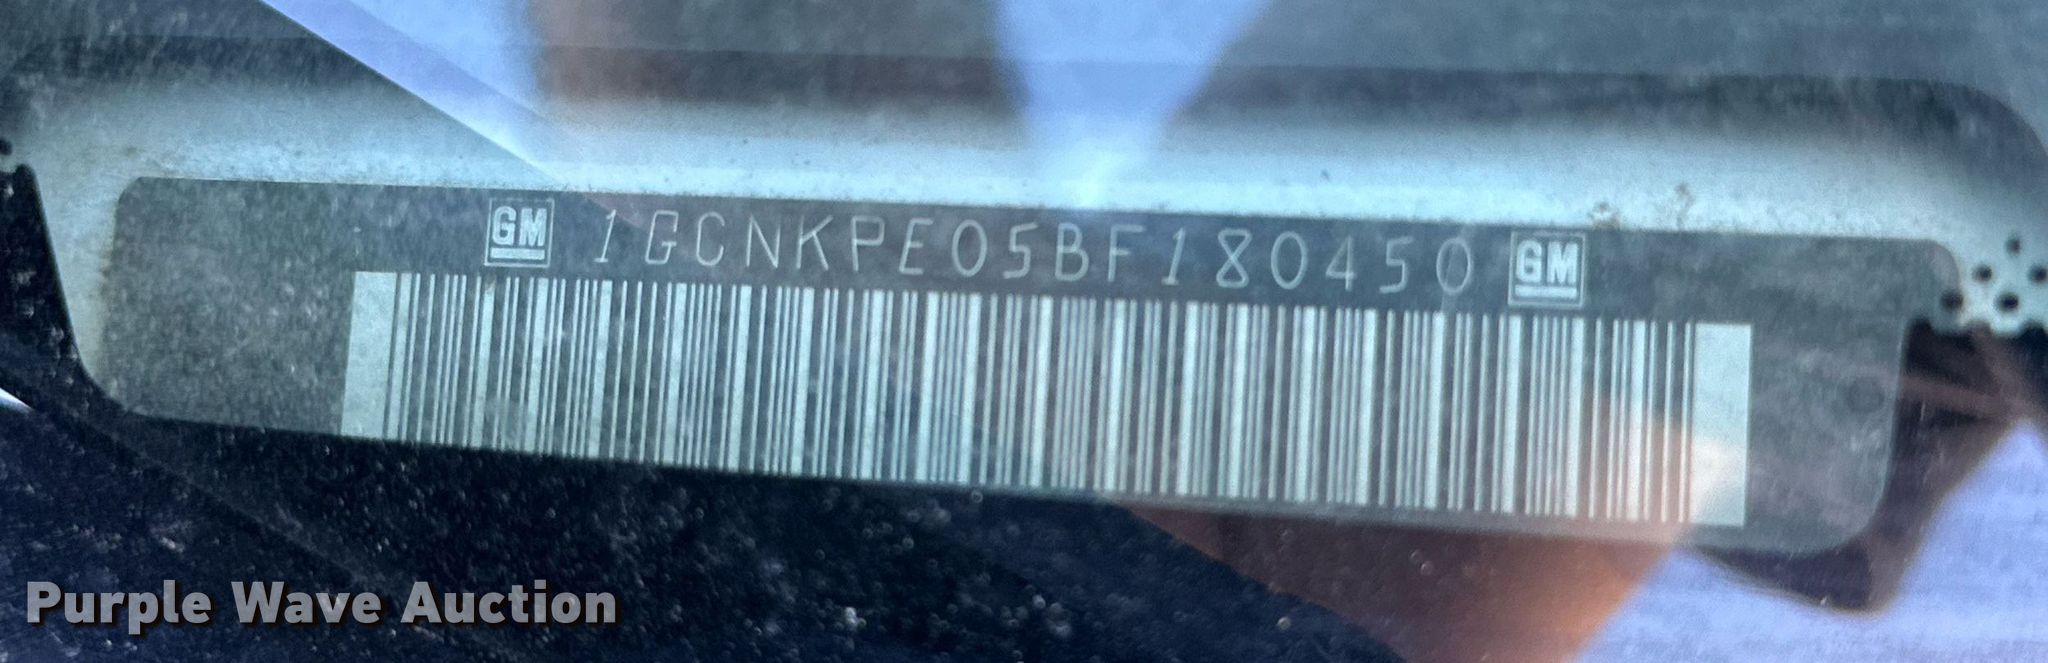 GM 1GCNKPE05BF180450 GM
Purple Wave Auction